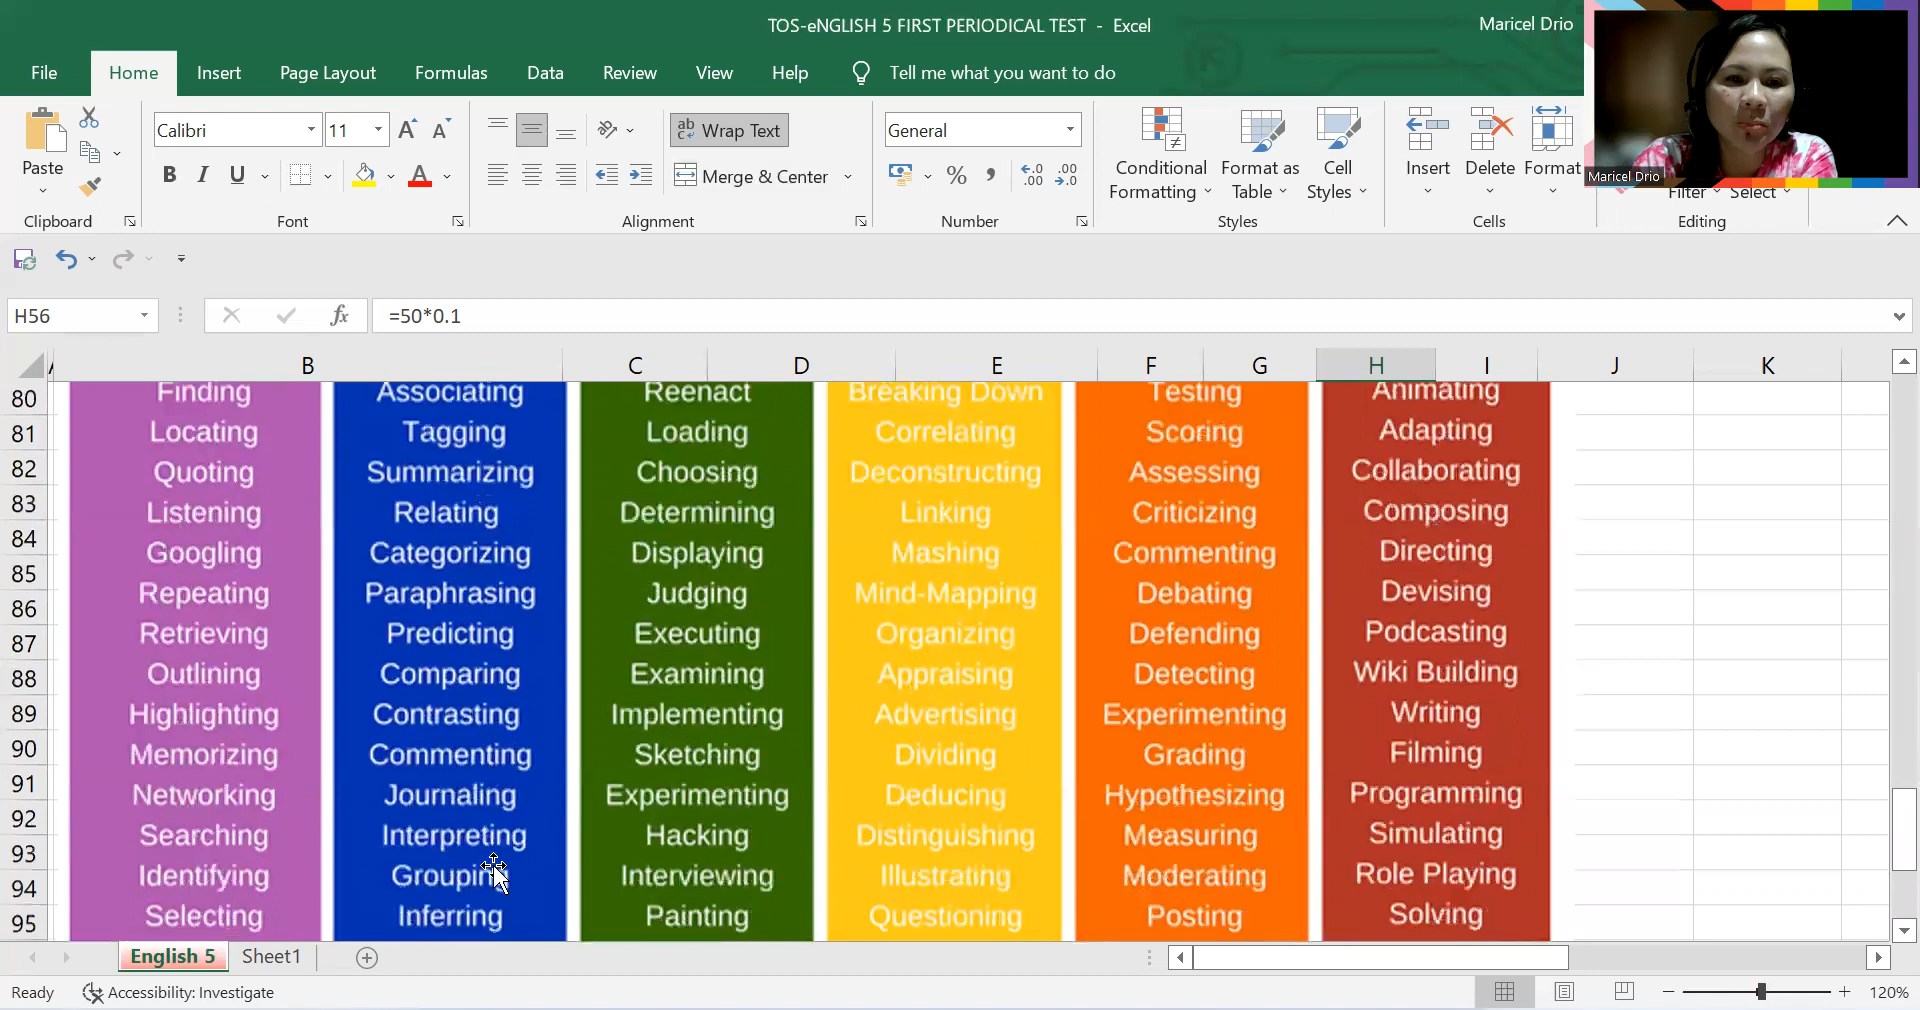 TOS-eNGLISH 5 FIRST PERIODICAL TEST - Excel
Maricel Drio
File Home Insert Page Layout Formulas Data Review View Help Tell me what you want to do
Paste
Clipboard
Calibri 11
B I U
Font
ab Wrap Text
Merge & Center
Alignment
General
Number
Conditional Formatting
Format as Table
Cell Styles
Styles
Insert Delete Format
Cells
Filter Select
Editing
Maricel Drio
H56 fx =50*0.1
B C D E F G H I J K
80 Finding Associating Reenact Breaking Down Testing Animating
81 Locating Tagging Loading Correlating Scoring Adapting
82 Quoting Summarizing Choosing Deconstructing Assessing Collaborating
83 Listening Relating Determining Linking Criticizing Composing
84 Googling Categorizing Displaying Mashing Commenting Directing
85 Repeating Paraphrasing Judging Mind-Mapping Debating Devising
86 Retrieving Predicting Executing Organizing Defending Podcasting
87 Outlining Comparing Examining Appraising Detecting Wiki Building
88 Highlighting Contrasting Implementing Advertising Experimenting Writing
89 Memorizing Commenting Sketching Dividing Grading Filming
90 Networking Journaling Experimenting Deducing Hypothesizing Programming
91 Searching Interpreting Hacking Distinguishing Measuring Simulating
92 Identifying Grouping Interviewing Illustrating Moderating Role Playing
93 Selecting Inferring Painting Questioning Posting Solving
94
95
English 5 Sheet1
Ready Accessibility: Investigate 120%